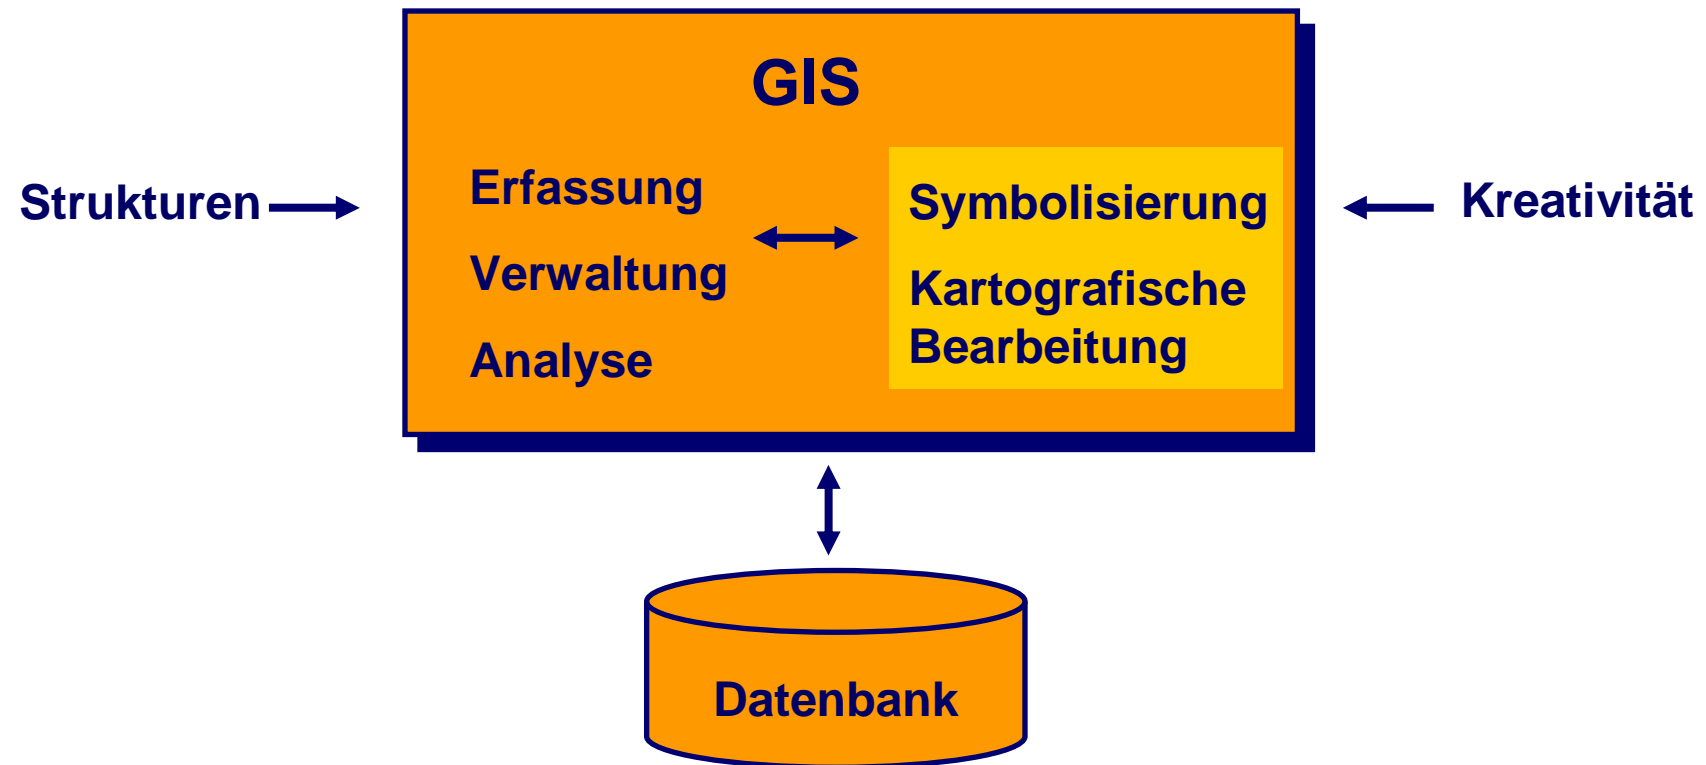 GIS
Strukturen
Erfassung
Verwaltung
Analyse
Symbolisierung
Kartografische
Bearbeitung
Kreativität
Datenbank